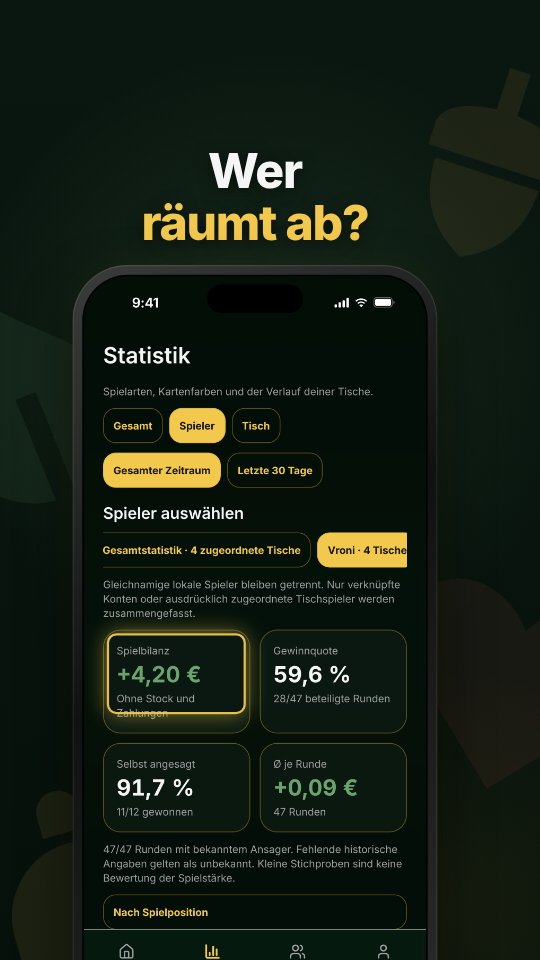 Wer
räumt ab?
9:41
Statistik
Spielarten, Kartenfarben und der Verlauf deiner Tische.
Gesamt Spieler Tisch
Gesamter Zeitraum Letzte 30 Tage
Spieler auswählen
Gesamtstatistik · 4 zugeordnete Tische Vroni · 4 Tische
Gleichnamige lokale Spieler bleiben getrennt. Nur verknüpfte
Konten oder ausdrücklich zugeordnete Tischspieler werden
zusammengefasst.
Spielbilanz
+4,20 €
Ohne Stock und
Zahlungen
Gewinnquote
59,6 %
28/47 beteiligte Runden
Selbst angesagt
91,7 %
11/12 gewonnen
Ø je Runde
+0,09 €
47 Runden
47/47 Runden mit bekanntem Ansager. Fehlende historische
Angaben gelten als unbekannt. Kleine Stichproben sind keine
Bewertung der Spielstärke.
Nach Spielposition